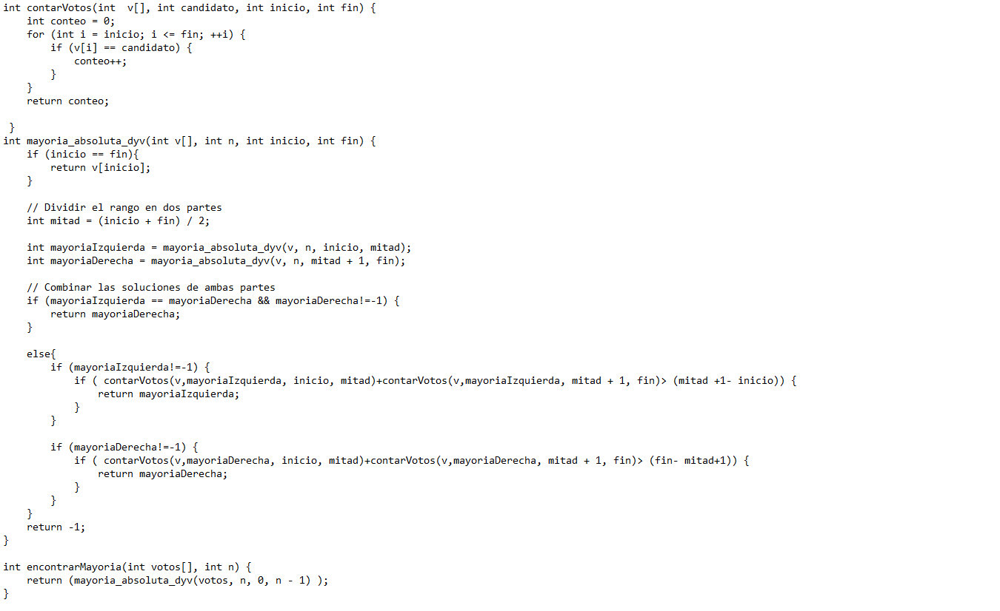 int contarVotos(int  v[], int candidato, int inicio, int fin) {
    int conteo = 0;
    for (int i = inicio; i <= fin; ++i) {
        if (v[i] == candidato) {
            conteo++;
        }
    }
    return conteo;

 }
int mayoria_absoluta_dyv(int v[], int n, int inicio, int fin) {
    if (inicio == fin){
        return v[inicio];
    }

    // Dividir el rango en dos partes
    int mitad = (inicio + fin) / 2;

    int mayoriaIzquierda = mayoria_absoluta_dyv(v, n, inicio, mitad);
    int mayoriaDerecha = mayoria_absoluta_dyv(v, n, mitad + 1, fin);

    // Combinar las soluciones de ambas partes
    if (mayoriaIzquierda == mayoriaDerecha && mayoriaDerecha!=-1) {
        return mayoriaDerecha;
    }

    else{
        if (mayoriaIzquierda!=-1) {
            if ( contarVotos(v,mayoriaIzquierda, inicio, mitad)+contarVotos(v,mayoriaIzquierda, mitad + 1, fin)> (mitad +1- inicio)) {
                return mayoriaIzquierda;
            }
        }

        if (mayoriaDerecha!=-1) {
            if ( contarVotos(v,mayoriaDerecha, inicio, mitad)+contarVotos(v,mayoriaDerecha, mitad + 1, fin)> (fin- mitad+1)) {
                return mayoriaDerecha;
            }
        }
    }
    return -1;
}

int encontrarMayoria(int votos[], int n) {
    return (mayoria_absoluta_dyv(votos, n, 0, n - 1) );
}